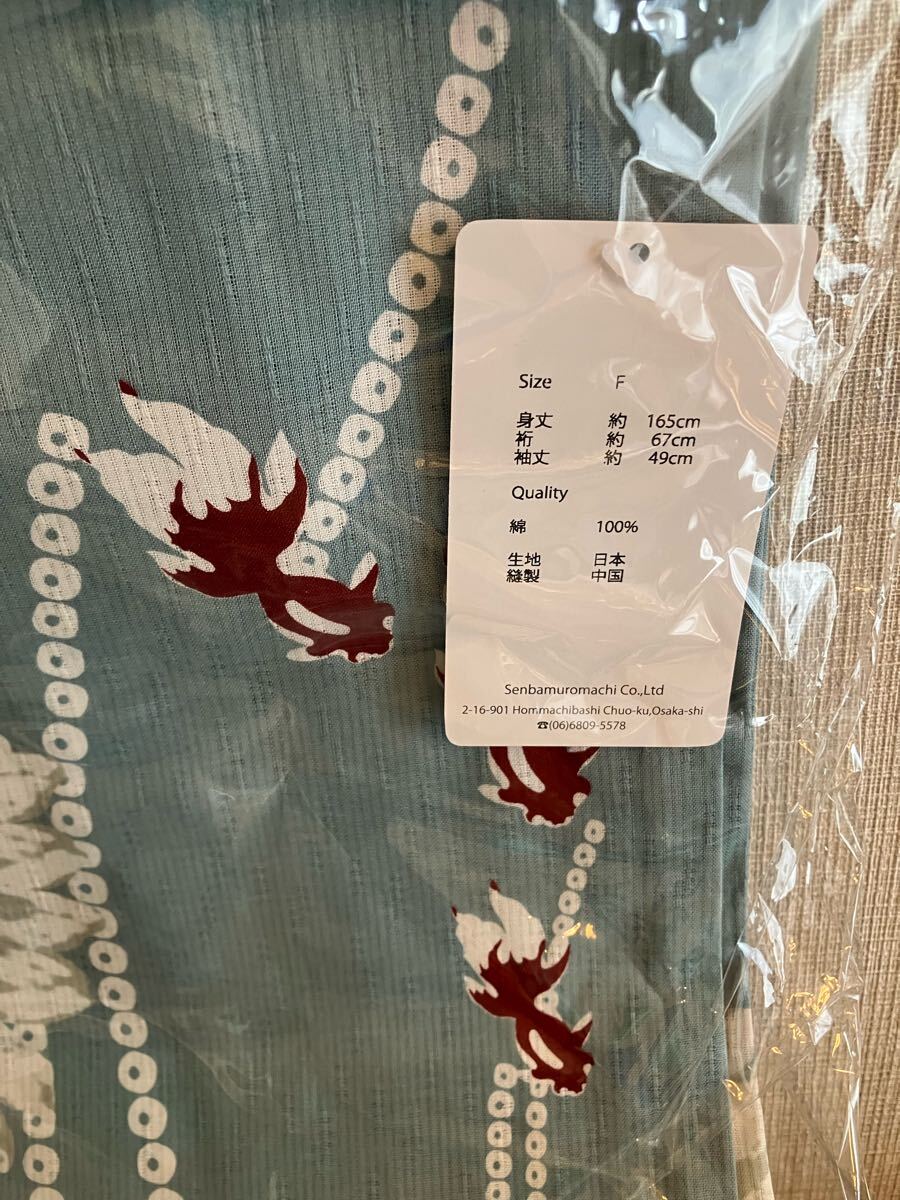 Size F
身丈 約 165cm
裄 約 67cm
袖丈 約 49cm
Quality
綿 100%
生地 日本
縫製 中国
Senbamuromachi Co.,Ltd
2-16-901 Hommachibashi Chuo-ku,Osaka-shi
☎(06)6809-5578